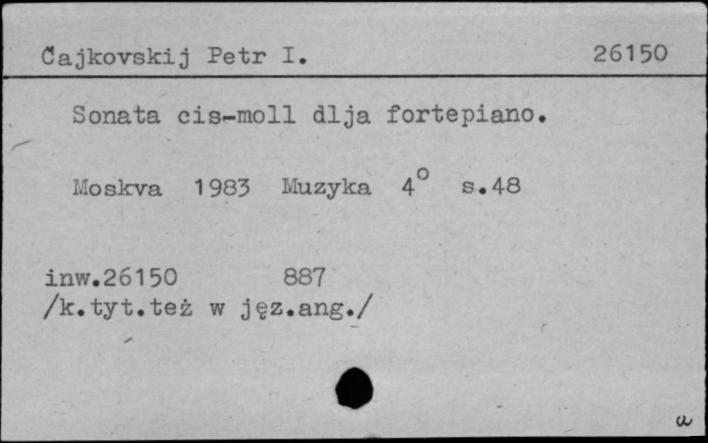 Čajkovskij Petr I. 26150
Sonata cis-moll dlja fortepiano.
Moskva 1983 Muzyka 4° s.48
inw.26150 887
/k.tyt.też w jęz.ang./